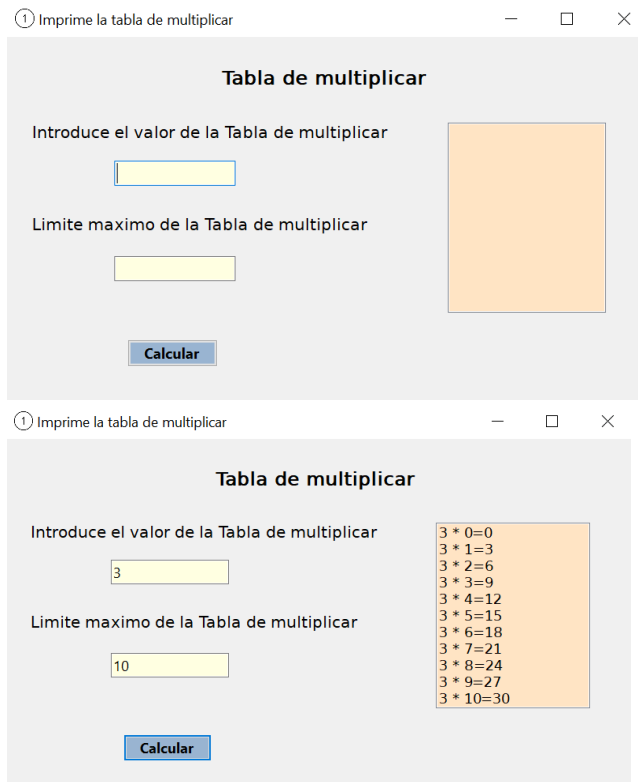 1 Imprime la tabla de multiplicar
Tabla de multiplicar
Introduce el valor de la Tabla de multiplicar
Limite maximo de la Tabla de multiplicar
Calcular
1 Imprime la tabla de multiplicar
Tabla de multiplicar
Introduce el valor de la Tabla de multiplicar
3
Limite maximo de la Tabla de multiplicar
10
Calcular
3 * 0=0
3 * 1=3
3 * 2=6
3 * 3=9
3 * 4=12
3 * 5=15
3 * 6=18
3 * 7=21
3 * 8=24
3 * 9=27
3 * 10=30